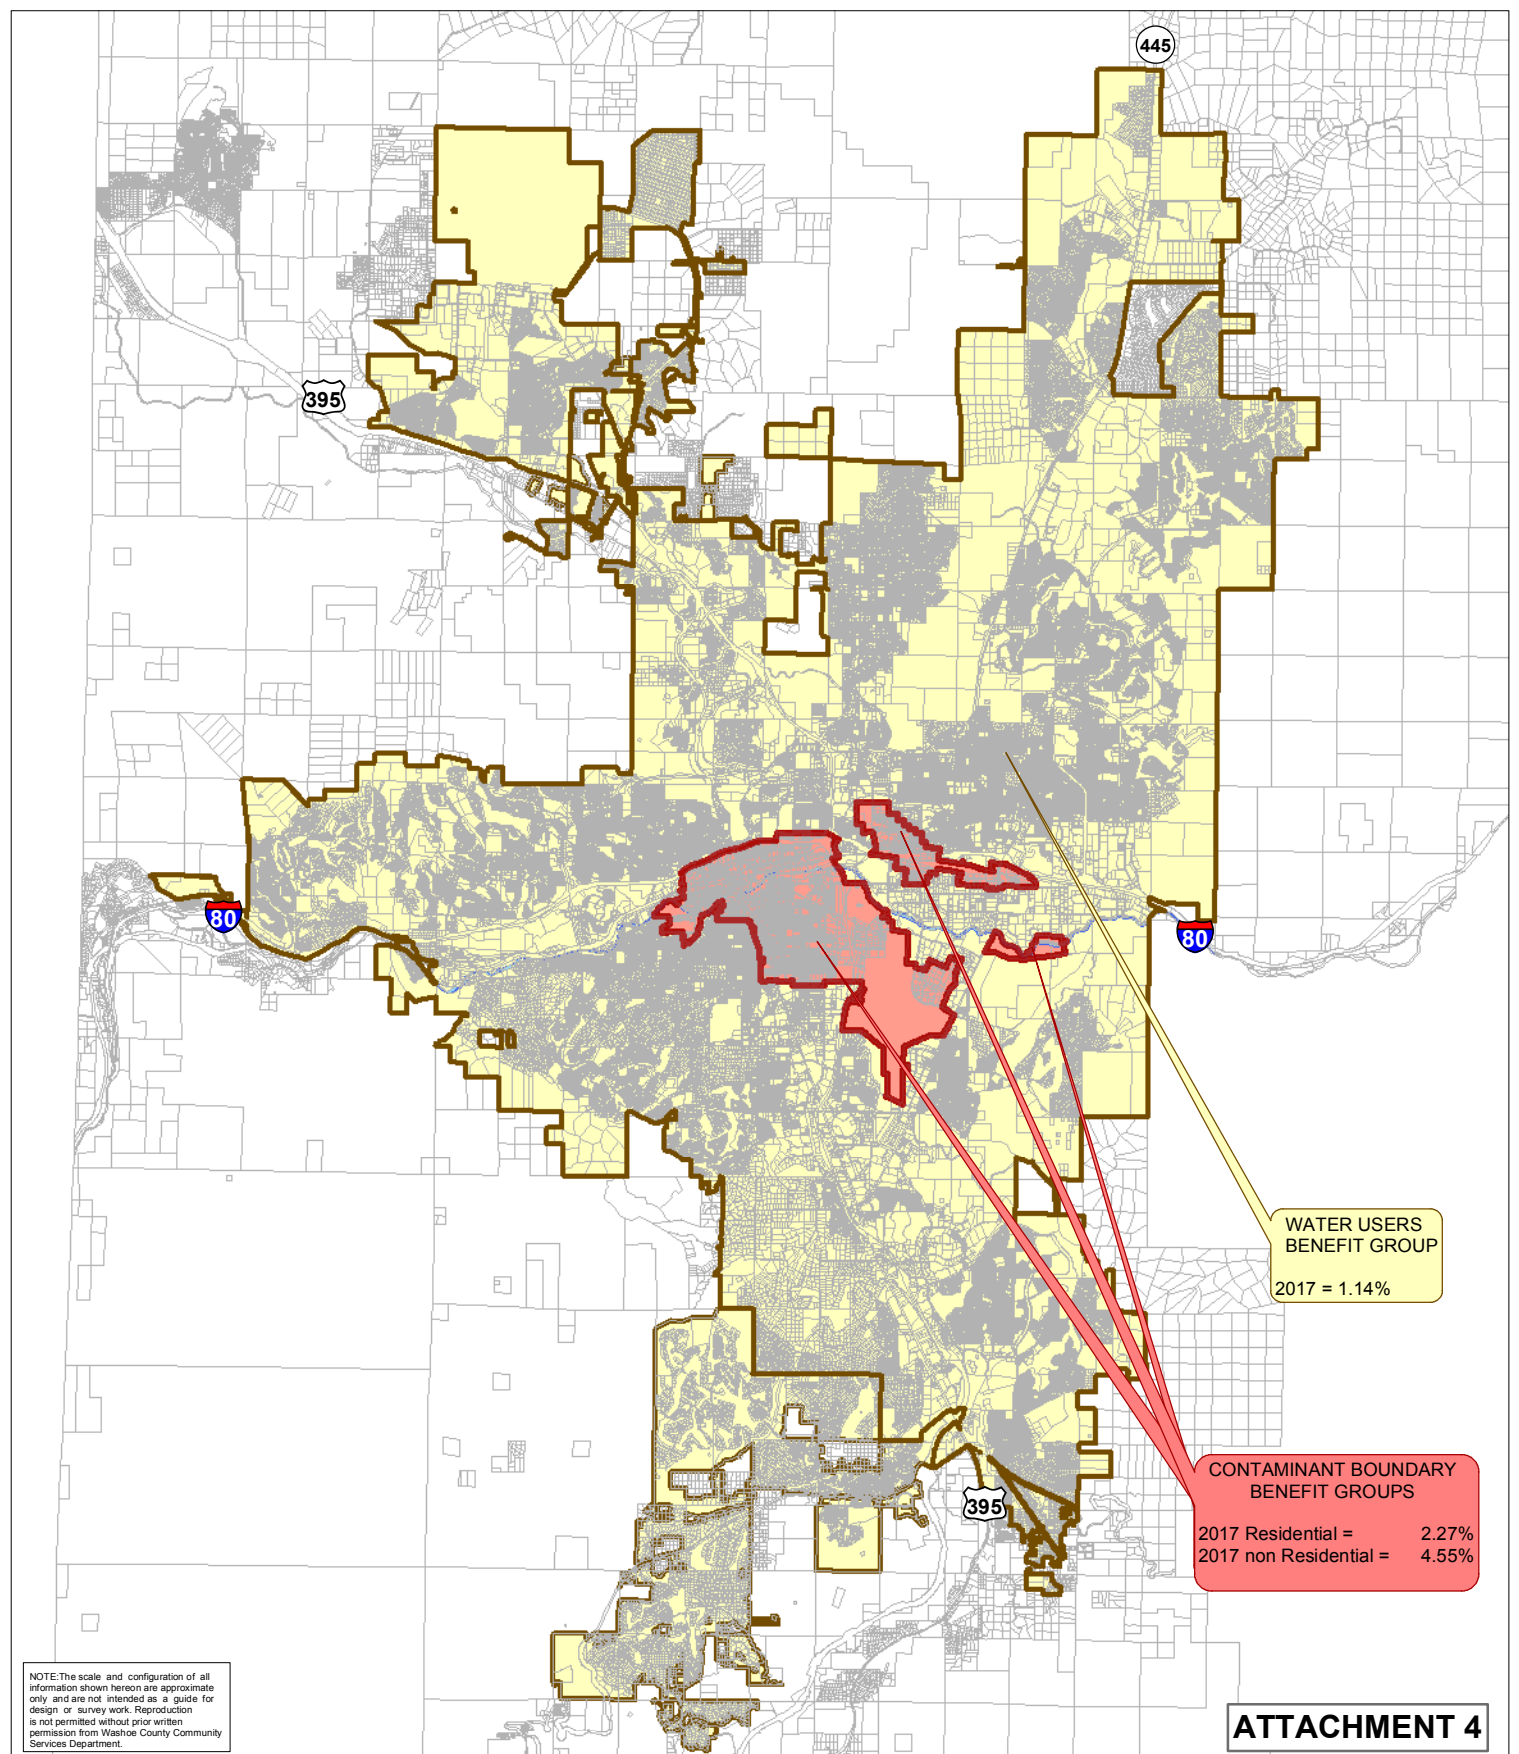 445
395
80
80
WATER USERS
BENEFIT GROUP
2017 = 1.14%
CONTAMINANT BOUNDARY
BENEFIT GROUPS
2017 Residential = 2.27%
2017 non Residential = 4.55%
395
NOTE:The scale and configuration of all
information shown hereon are approximate
only and are not intended as a guide for
design or survey work. Reproduction
is not permitted without prior written
permission from Washoe County Community
Services Department.
ATTACHMENT 4